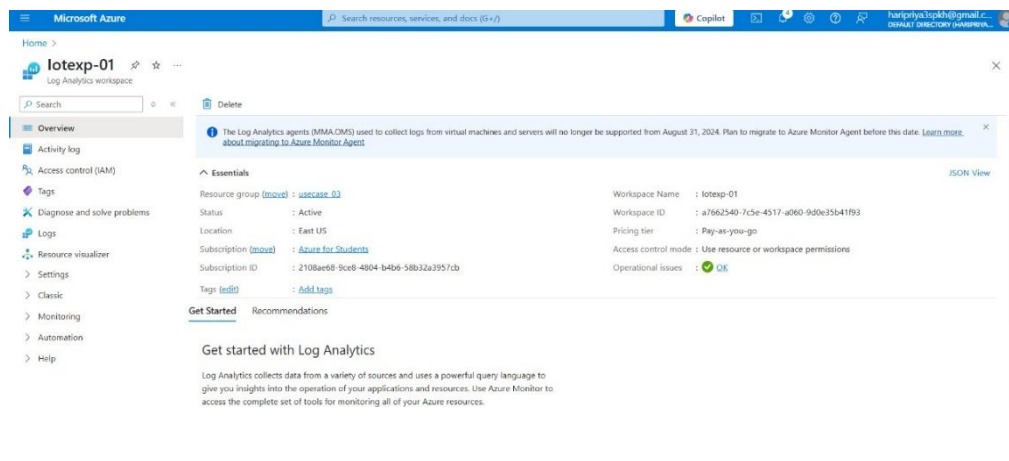 Microsoft Azure
Search resources, services, and docs (G+/)
Copilot
4
haripriya3spkh@gmail.c...
DEFAULT DIRECTORY (HARIPRIYA...
Home >
lotexp-01
Log Analytics workspace
Search
Delete
Overview
Activity log
Access control (IAM)
Tags
Diagnose and solve problems
Logs
Resource visualizer
Settings
Classic
Monitoring
Automation
Help
The Log Analytics agents (MMA,OMS) used to collect logs from virtual machines and servers will no longer be supported from August 31, 2024. Plan to migrate to Azure Monitor Agent before this date. Learn more
about migrating to Azure Monitor Agent
Essentials
JSON View
Resource group (move) : usecase_03
Status : Active
Location : East US
Subscription (move) : Azure for Students
Subscription ID : 2108ae68-9ce8-4804-b4b6-58b32a3957cb
Tags (edit) : Add tags
Workspace Name : lotexp-01
Workspace ID : a7662540-7c5e-4517-a060-9d0e35b41f93
Pricing tier : Pay-as-you-go
Access control mode : Use resource or workspace permissions
Operational issues : OK
Get Started Recommendations
Get started with Log Analytics
Log Analytics collects data from a variety of sources and uses a powerful query language to
give you insights into the operation of your applications and resources. Use Azure Monitor to
access the complete set of tools for monitoring all of your Azure resources.